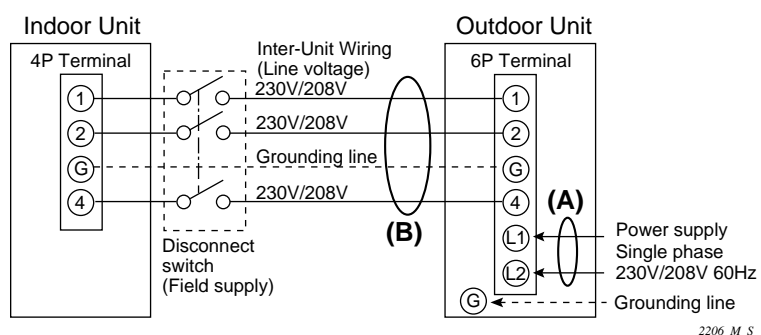 Indoor Unit
Outdoor Unit
4P Terminal
Inter-Unit Wiring
(Line voltage)
6P Terminal
1
230V/208V
1
2
230V/208V
2
G
Grounding line
G
4
230V/208V
4
(A)
(B)
Disconnect
switch
(Field supply)
L1
L2
Power supply
Single phase
230V/208V 60Hz
G
Grounding line
2206_M_S